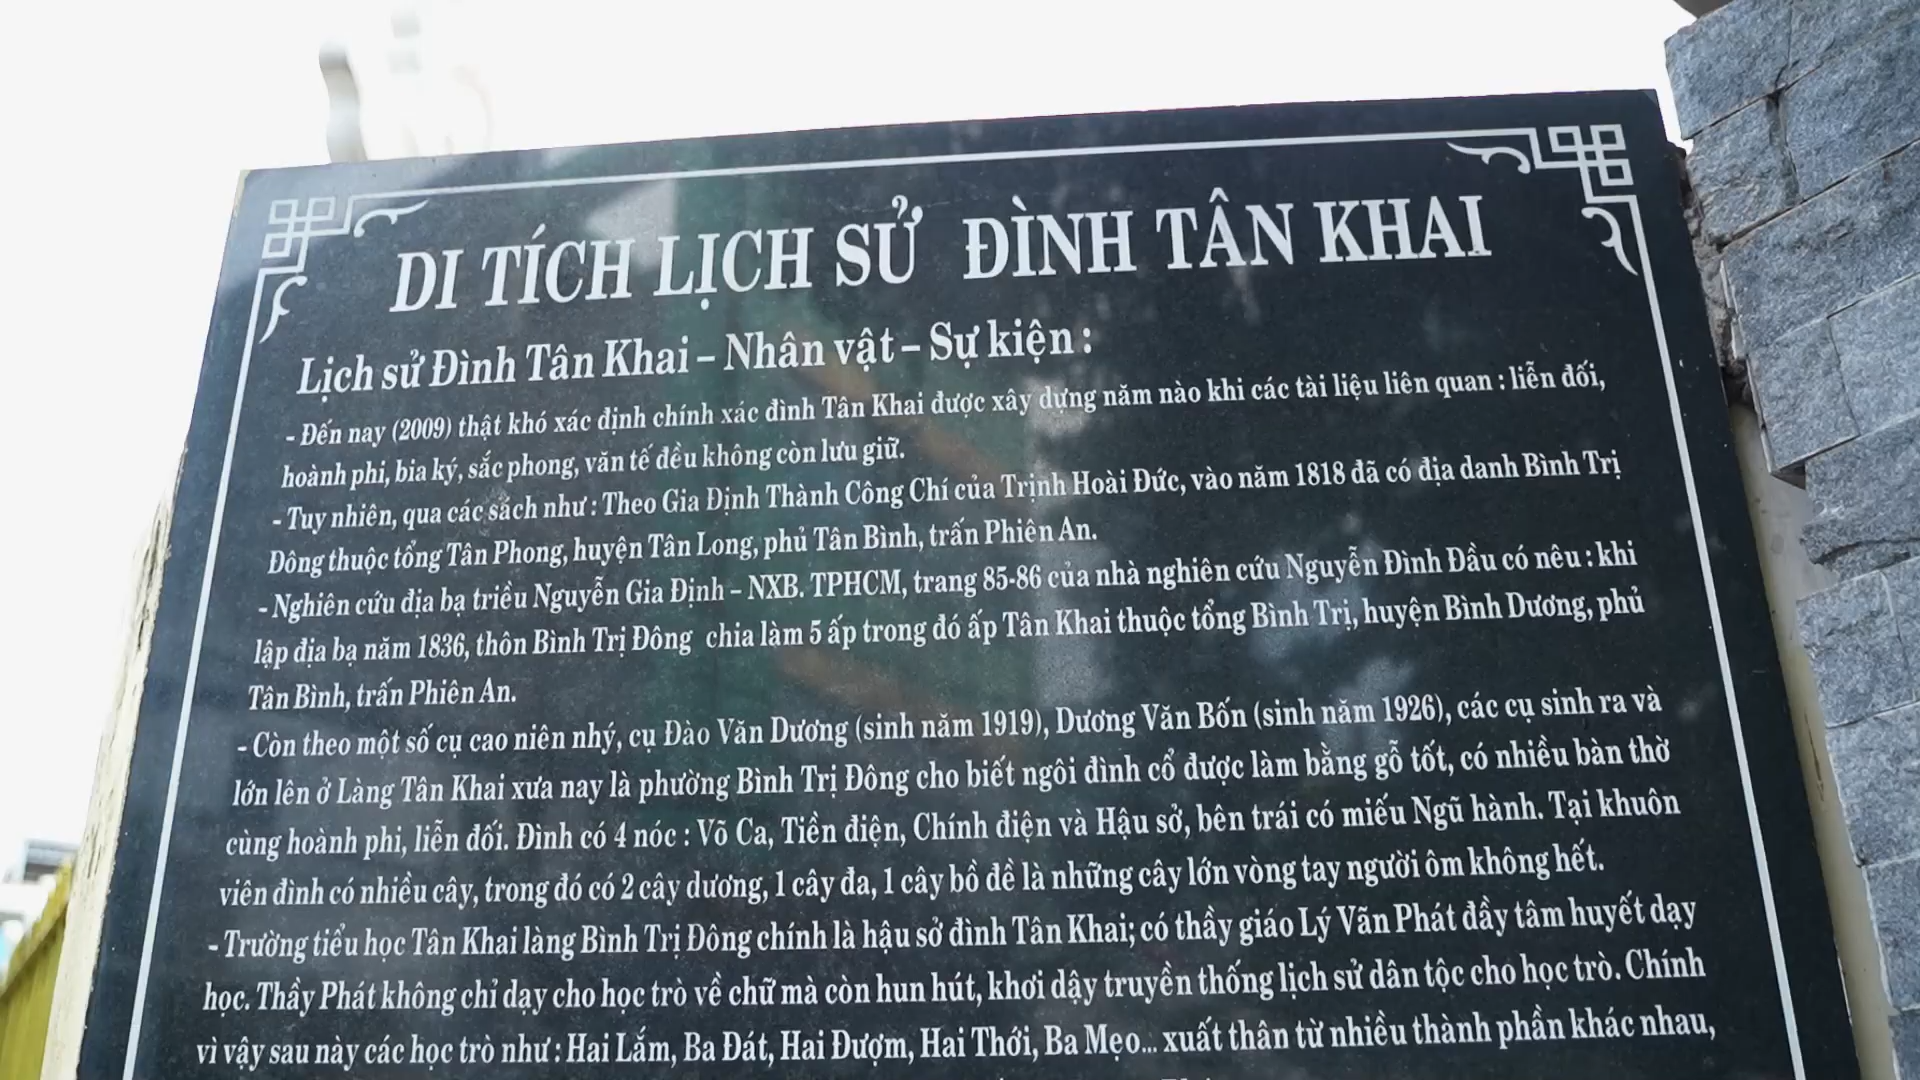 DI TÍCH LỊCH SỬ ĐÌNH TÂN KHAI
Lịch sử Đình Tân Khai – Nhân vật – Sự kiện :
- Đến nay (2009) thật khó xác định chính xác đình Tân Khai được xây dựng năm nào khi các tài liệu liên quan : liễn đối,
hoành phi, bia ký, sắc phong, văn tế đều không còn lưu giữ.
- Tuy nhiên, qua các sách như : Theo Gia Định Thành Công Chí của Trịnh Hoài Đức, vào năm 1818 đã có địa danh Bình Trị
Đông thuộc tổng Tân Phong, huyện Tân Long, phủ Tân Bình, trấn Phiên An.
- Nghiên cứu địa bạ triều Nguyễn Gia Định – NXB. TPHCM, trang 85-86 của nhà nghiên cứu Nguyễn Đình Đầu có nêu : khi
lập địa bạ năm 1836, thôn Bình Trị Đông chia làm 5 ấp trong đó ấp Tân Khai thuộc tổng Bình Trị, huyện Bình Dương, phủ
Tân Bình, trấn Phiên An.
- Còn theo một số cụ cao niên như, cụ Đào Văn Dương (sinh năm 1919), Dương Văn Bốn (sinh năm 1926), các cụ sinh ra và
lớn lên ở Làng Tân Khai xưa nay là phường Bình Trị Đông cho biết ngôi đình cổ được làm bằng gỗ tốt, có nhiều bàn thờ
cùng hoành phi, liễn đối. Đình có 4 nóc : Võ Ca, Tiền điện, Chính điện và Hậu sở, bên trái có miếu Ngũ hành. Tại khuôn
viên đình có nhiều cây, trong đó có 2 cây dương, 1 cây đa, 1 cây bồ đề là những cây lớn vòng tay người ôm không hết.
- Trường tiểu học Tân Khai làng Bình Trị Đông chính là hậu sở đình Tân Khai; có thầy giáo Lý Văn Phát đầy tâm huyết dạy
học. Thầy Phát không chỉ dạy cho học trò về chữ mà còn hun hút, khơi dậy truyền thống lịch sử dân tộc cho học trò. Chính
vì vậy sau này các học trò như : Hai Lắm, Ba Đát, Hai Đượm, Hai Thới, Ba Mẹo... xuất thân từ nhiều thành phần khác nhau,